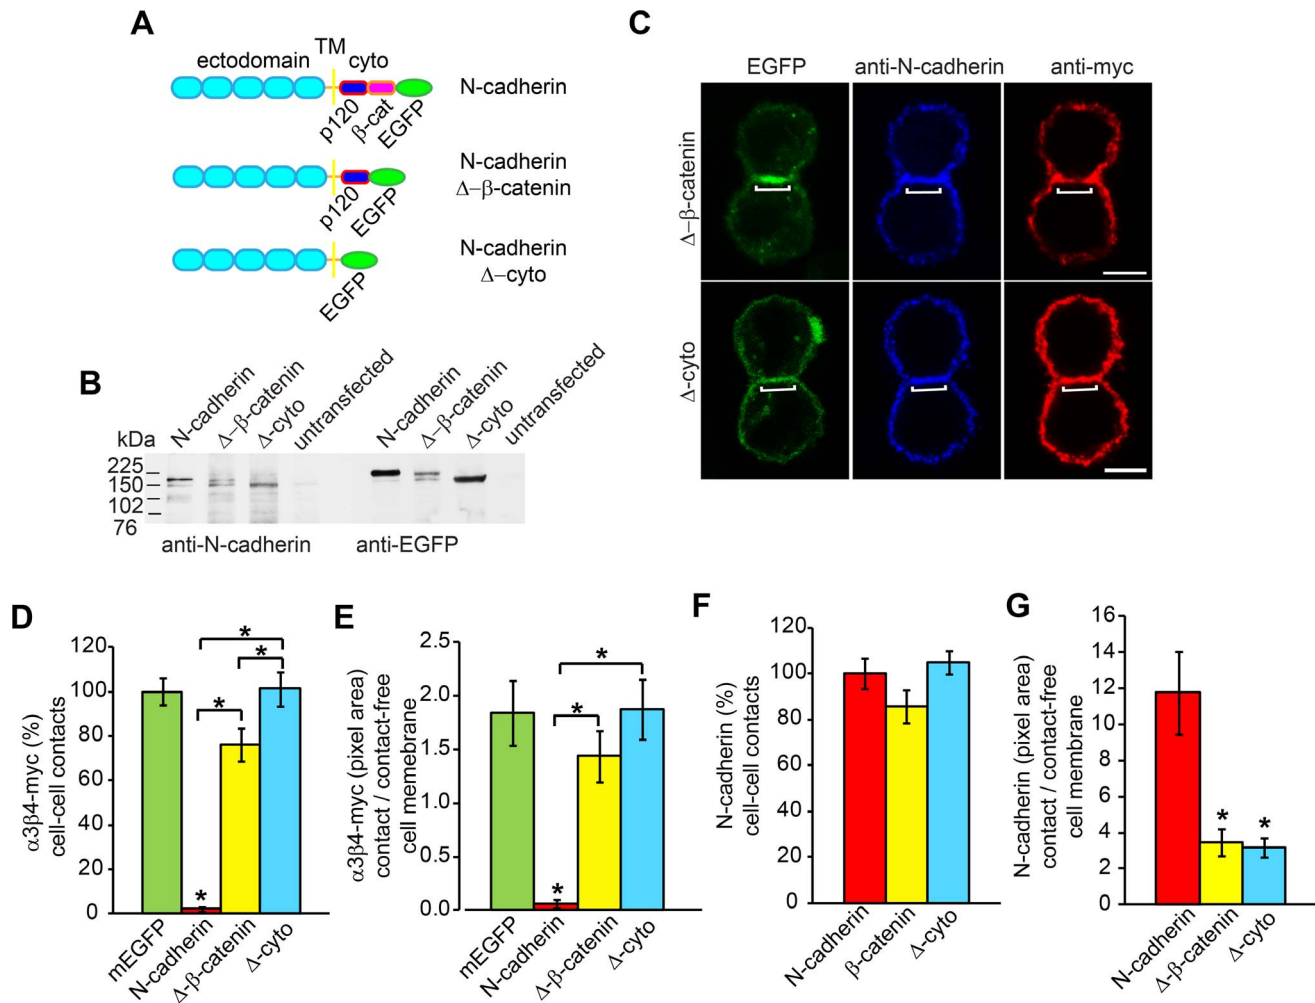 A
TM
ectodomain cyto
N-cadherin
p120 β-cat EGFP
N-cadherin
Δ–β-catenin
p120 EGFP
N-cadherin
Δ–cyto
EGFP
B
N-cadherin Δ–β-catenin Δ-cyto untransfected N-cadherin Δ–β-catenin Δ-cyto untransfected
kDa
225
150
102
76
anti-N-cadherin anti-EGFP
C
EGFP anti-N-cadherin anti-myc
Δ–β-catenin
Δ-cyto
D
α3β4-myc (%)
cell-cell contacts
120
100
80
60
40
20
0
*
*
*
*
mEGFP N-cadherin Δ-β-catenin Δ-cyto
E
α3β4-myc (pixel area)
contact / contact-free
cell memebrane
2.5
2.0
1.5
1.0
0.5
0.0
*
*
*
mEGFP N-cadherin Δ-β-catenin Δ-cyto
F
N-cadherin (%)
cell-cell contacts
120
100
80
60
40
20
0
N-cadherin β-catenin Δ-cyto
G
N-cadherin (pixel area)
contact / contact-free
cell membrane
16
14
12
10
8
6
4
2
0
* *
N-cadherin Δ-β-catenin Δ-cyto